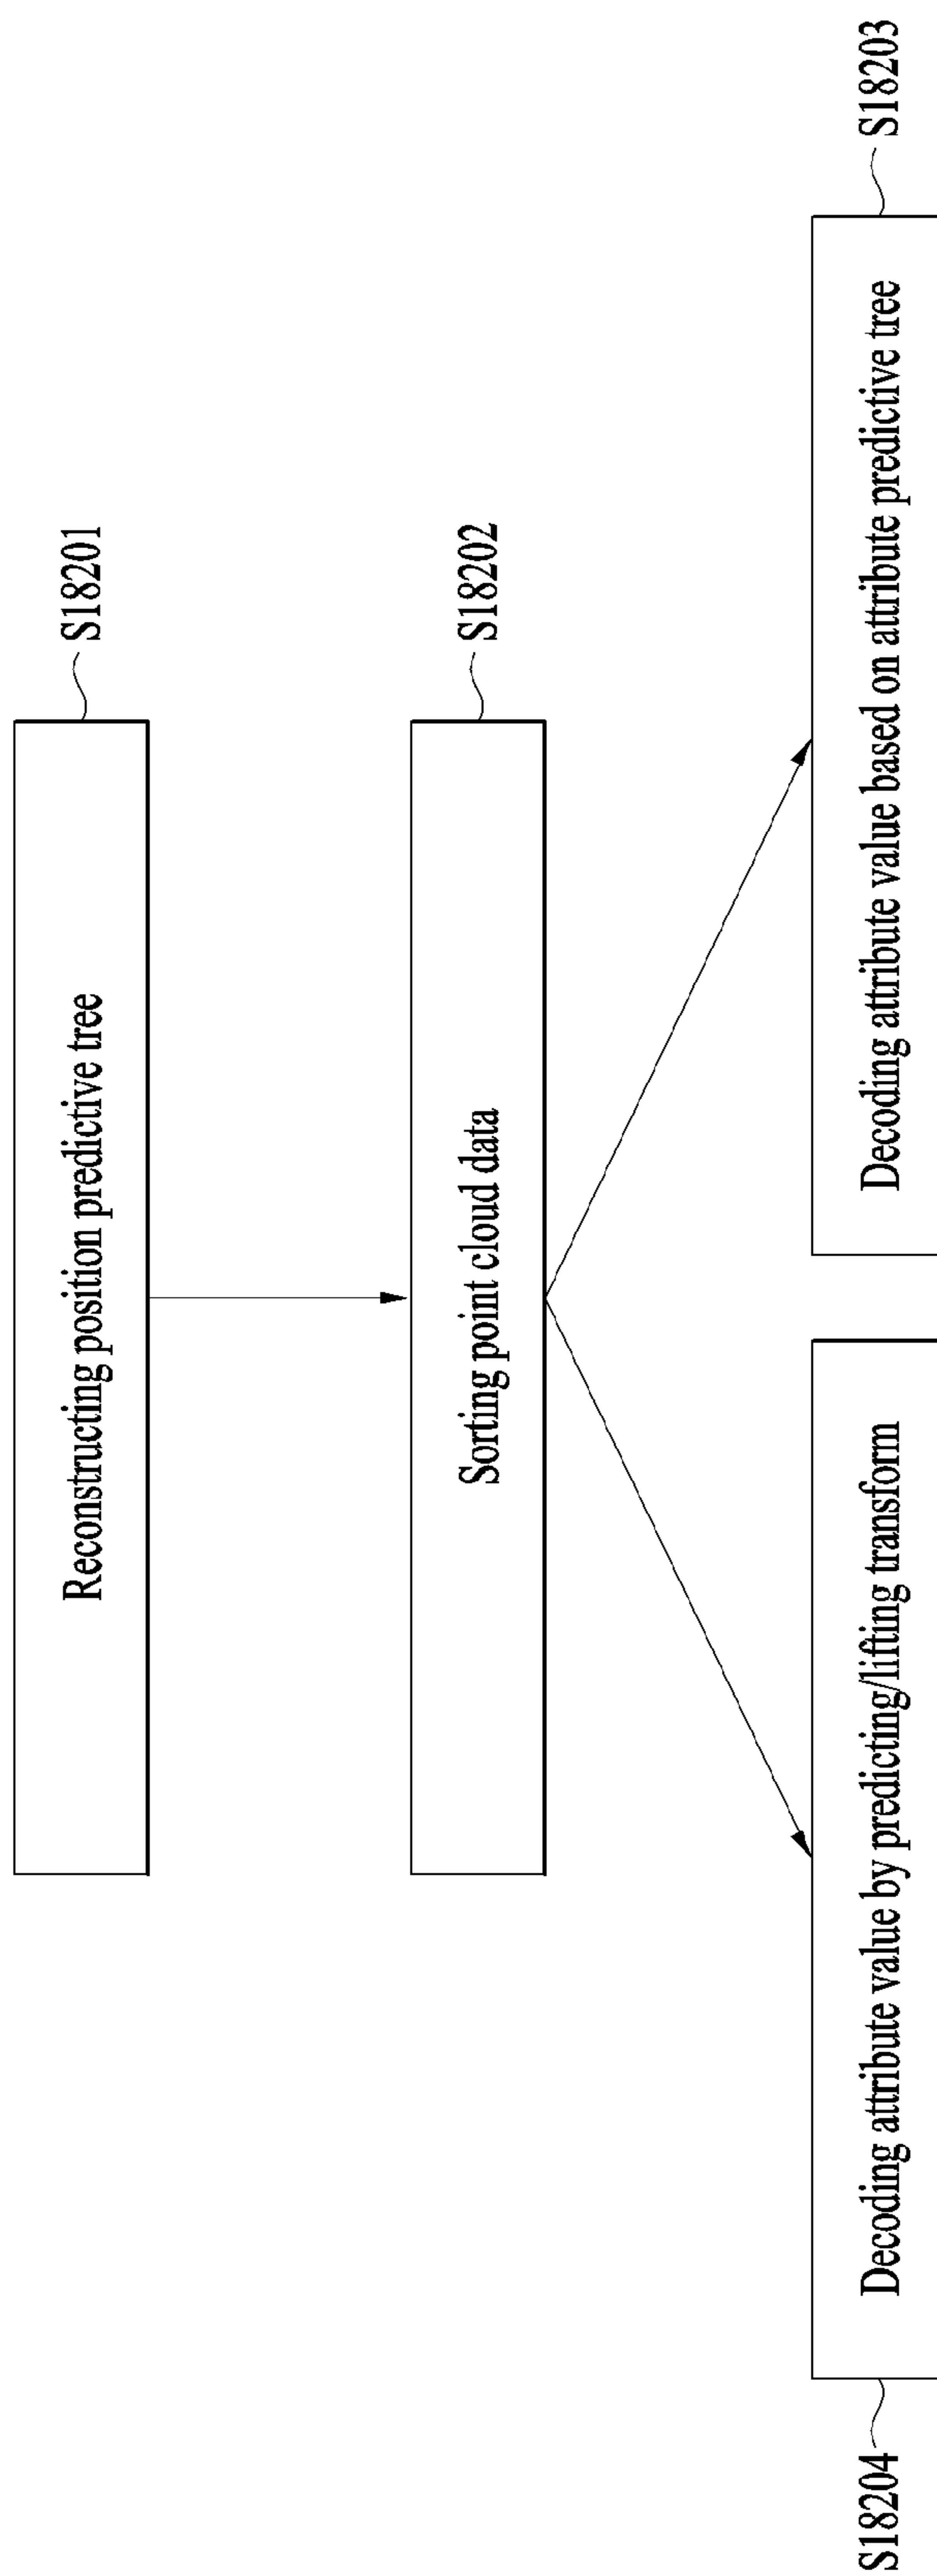 Reconstructing position predictive tree
S18201
Sorting point cloud data
S18202
S18204
Decoding attribute value by predicting/lifting transform
Decoding attribute value based on attribute predictive tree
S18203